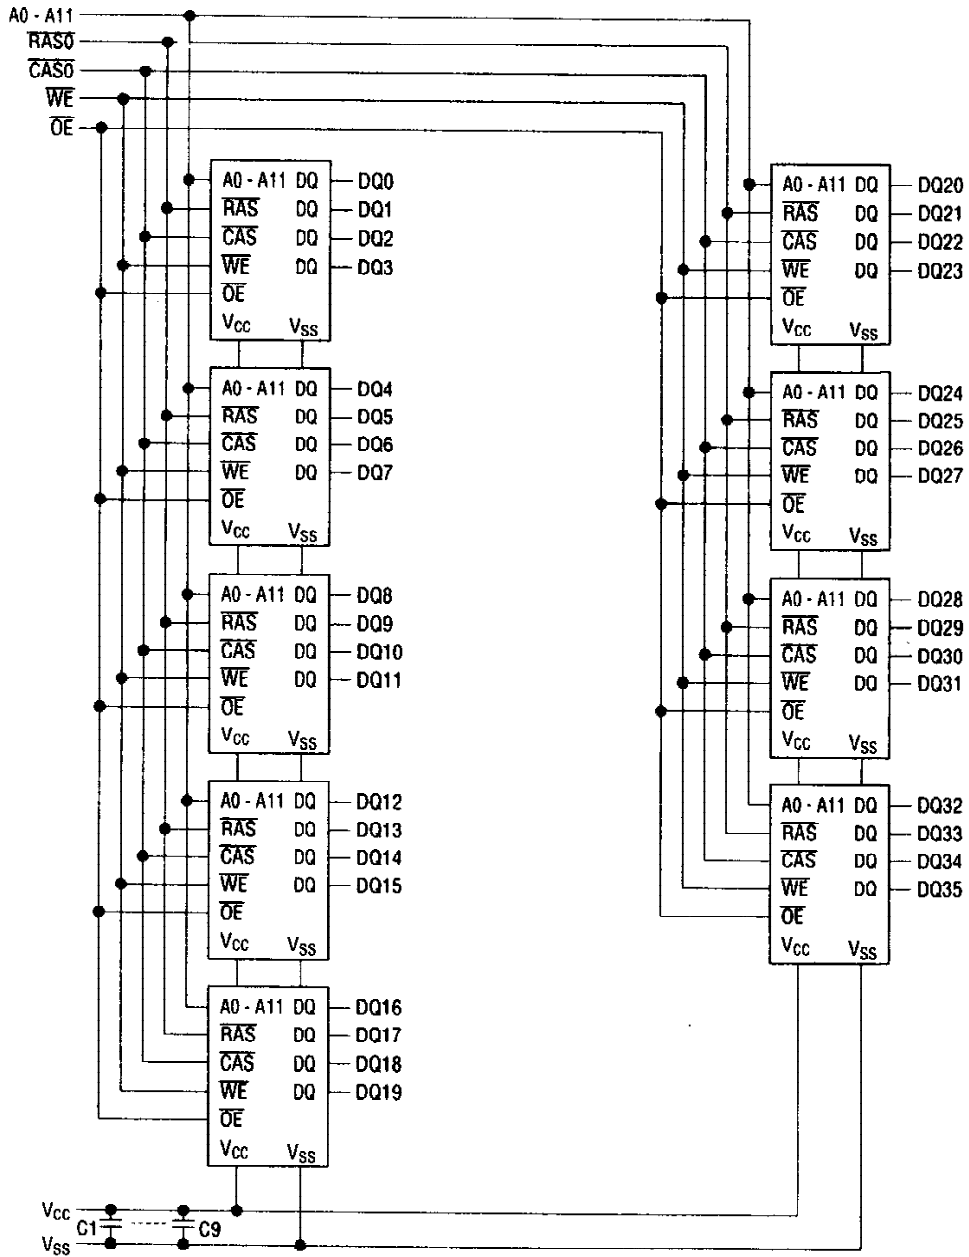 A0 - A11
RAS0
CAS0
WE
OE
A0 - A11 DQ DQ0
RAS DQ DQ1
CAS DQ DQ2
WE DQ DQ3
OE
VCC VSS
A0 - A11 DQ DQ4
RAS DQ DQ5
CAS DQ DQ6
WE DQ DQ7
OE
VCC VSS
A0 - A11 DQ DQ8
RAS DQ DQ9
CAS DQ DQ10
WE DQ DQ11
OE
VCC VSS
A0 - A11 DQ DQ12
RAS DQ DQ13
CAS DQ DQ14
WE DQ DQ15
OE
VCC VSS
A0 - A11 DQ DQ16
RAS DQ DQ17
CAS DQ DQ18
WE DQ DQ19
OE
VCC VSS
A0 - A11 DQ DQ20
RAS DQ DQ21
CAS DQ DQ22
WE DQ DQ23
OE
VCC VSS
A0 - A11 DQ DQ24
RAS DQ DQ25
CAS DQ DQ26
WE DQ DQ27
OE
VCC VSS
A0 - A11 DQ DQ28
RAS DQ DQ29
CAS DQ DQ30
WE DQ DQ31
OE
VCC VSS
A0 - A11 DQ DQ32
RAS DQ DQ33
CAS DQ DQ34
WE DQ DQ35
OE
VCC VSS
VCC
C1 C9
VSS